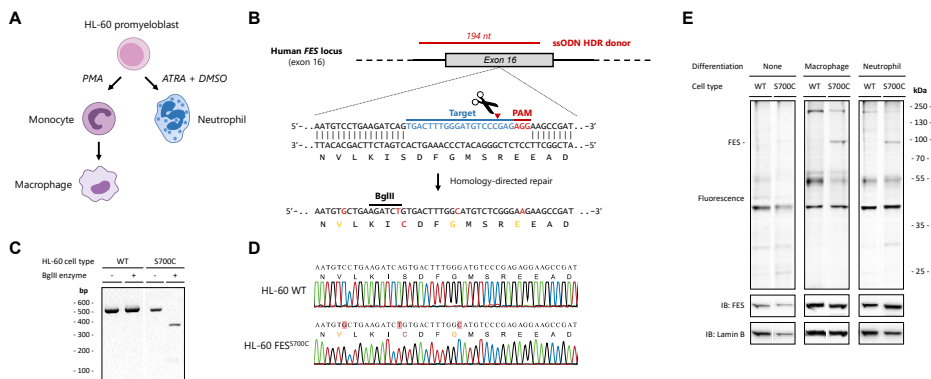 A
HL-60 promyeloblast
PMA
ATRA + DMSO
Monocyte
Neutrophil
Macrophage
B
194 nt
ssODN HDR donor
Human FES locus
(exon 16)
Exon 16
Target
PAM
5′–..AATGTCCTGAAGATCAGTGACTTTGGGATGTCCCGAGAGGAAGCCGAT..–3′
3′–..TTACACGACTTCTAGTCACTGAAACCCTACAGGGCTCTCCTTCGGCTA..–5′
N V L K I S D F G M S R E E A D
Homology-directed repair
BglII
5′–..AATGTGCTGAAGATCTGTGACTTTGGCATGTCTCGGGAAGAAGCCGAT..–3′
N V L K I C D F G M S R E E A D
C
HL-60 cell type
WT
S700C
BglII enzyme
- + - +
bp
- 600 -
- 500 -
- 400 -
- 300 -
- 200 -
- 100 -
D
AATGTCCTGAAGATCAGTGACTTTGGGATGTCCCGAGAGGAAGCCGAT
N V L K I S D F G M S R E E A D
HL-60 WT
AATGTGCTGAAGATCTGTGACTTTGGCATGTCCCGAGAGGAAGCCGAT
N V L K I C D F G M S R E E A D
HL-60 FESS700C
E
Differentiation
None
Macrophage
Neutrophil
Cell type
WT S700C WT S700C WT S700C
kDa
- 250 -
- 130 -
FES -
- 100 -
- 70 -
- 55 -
Fluorescence
- 35 -
- 25 -
IB: FES
IB: Lamin B